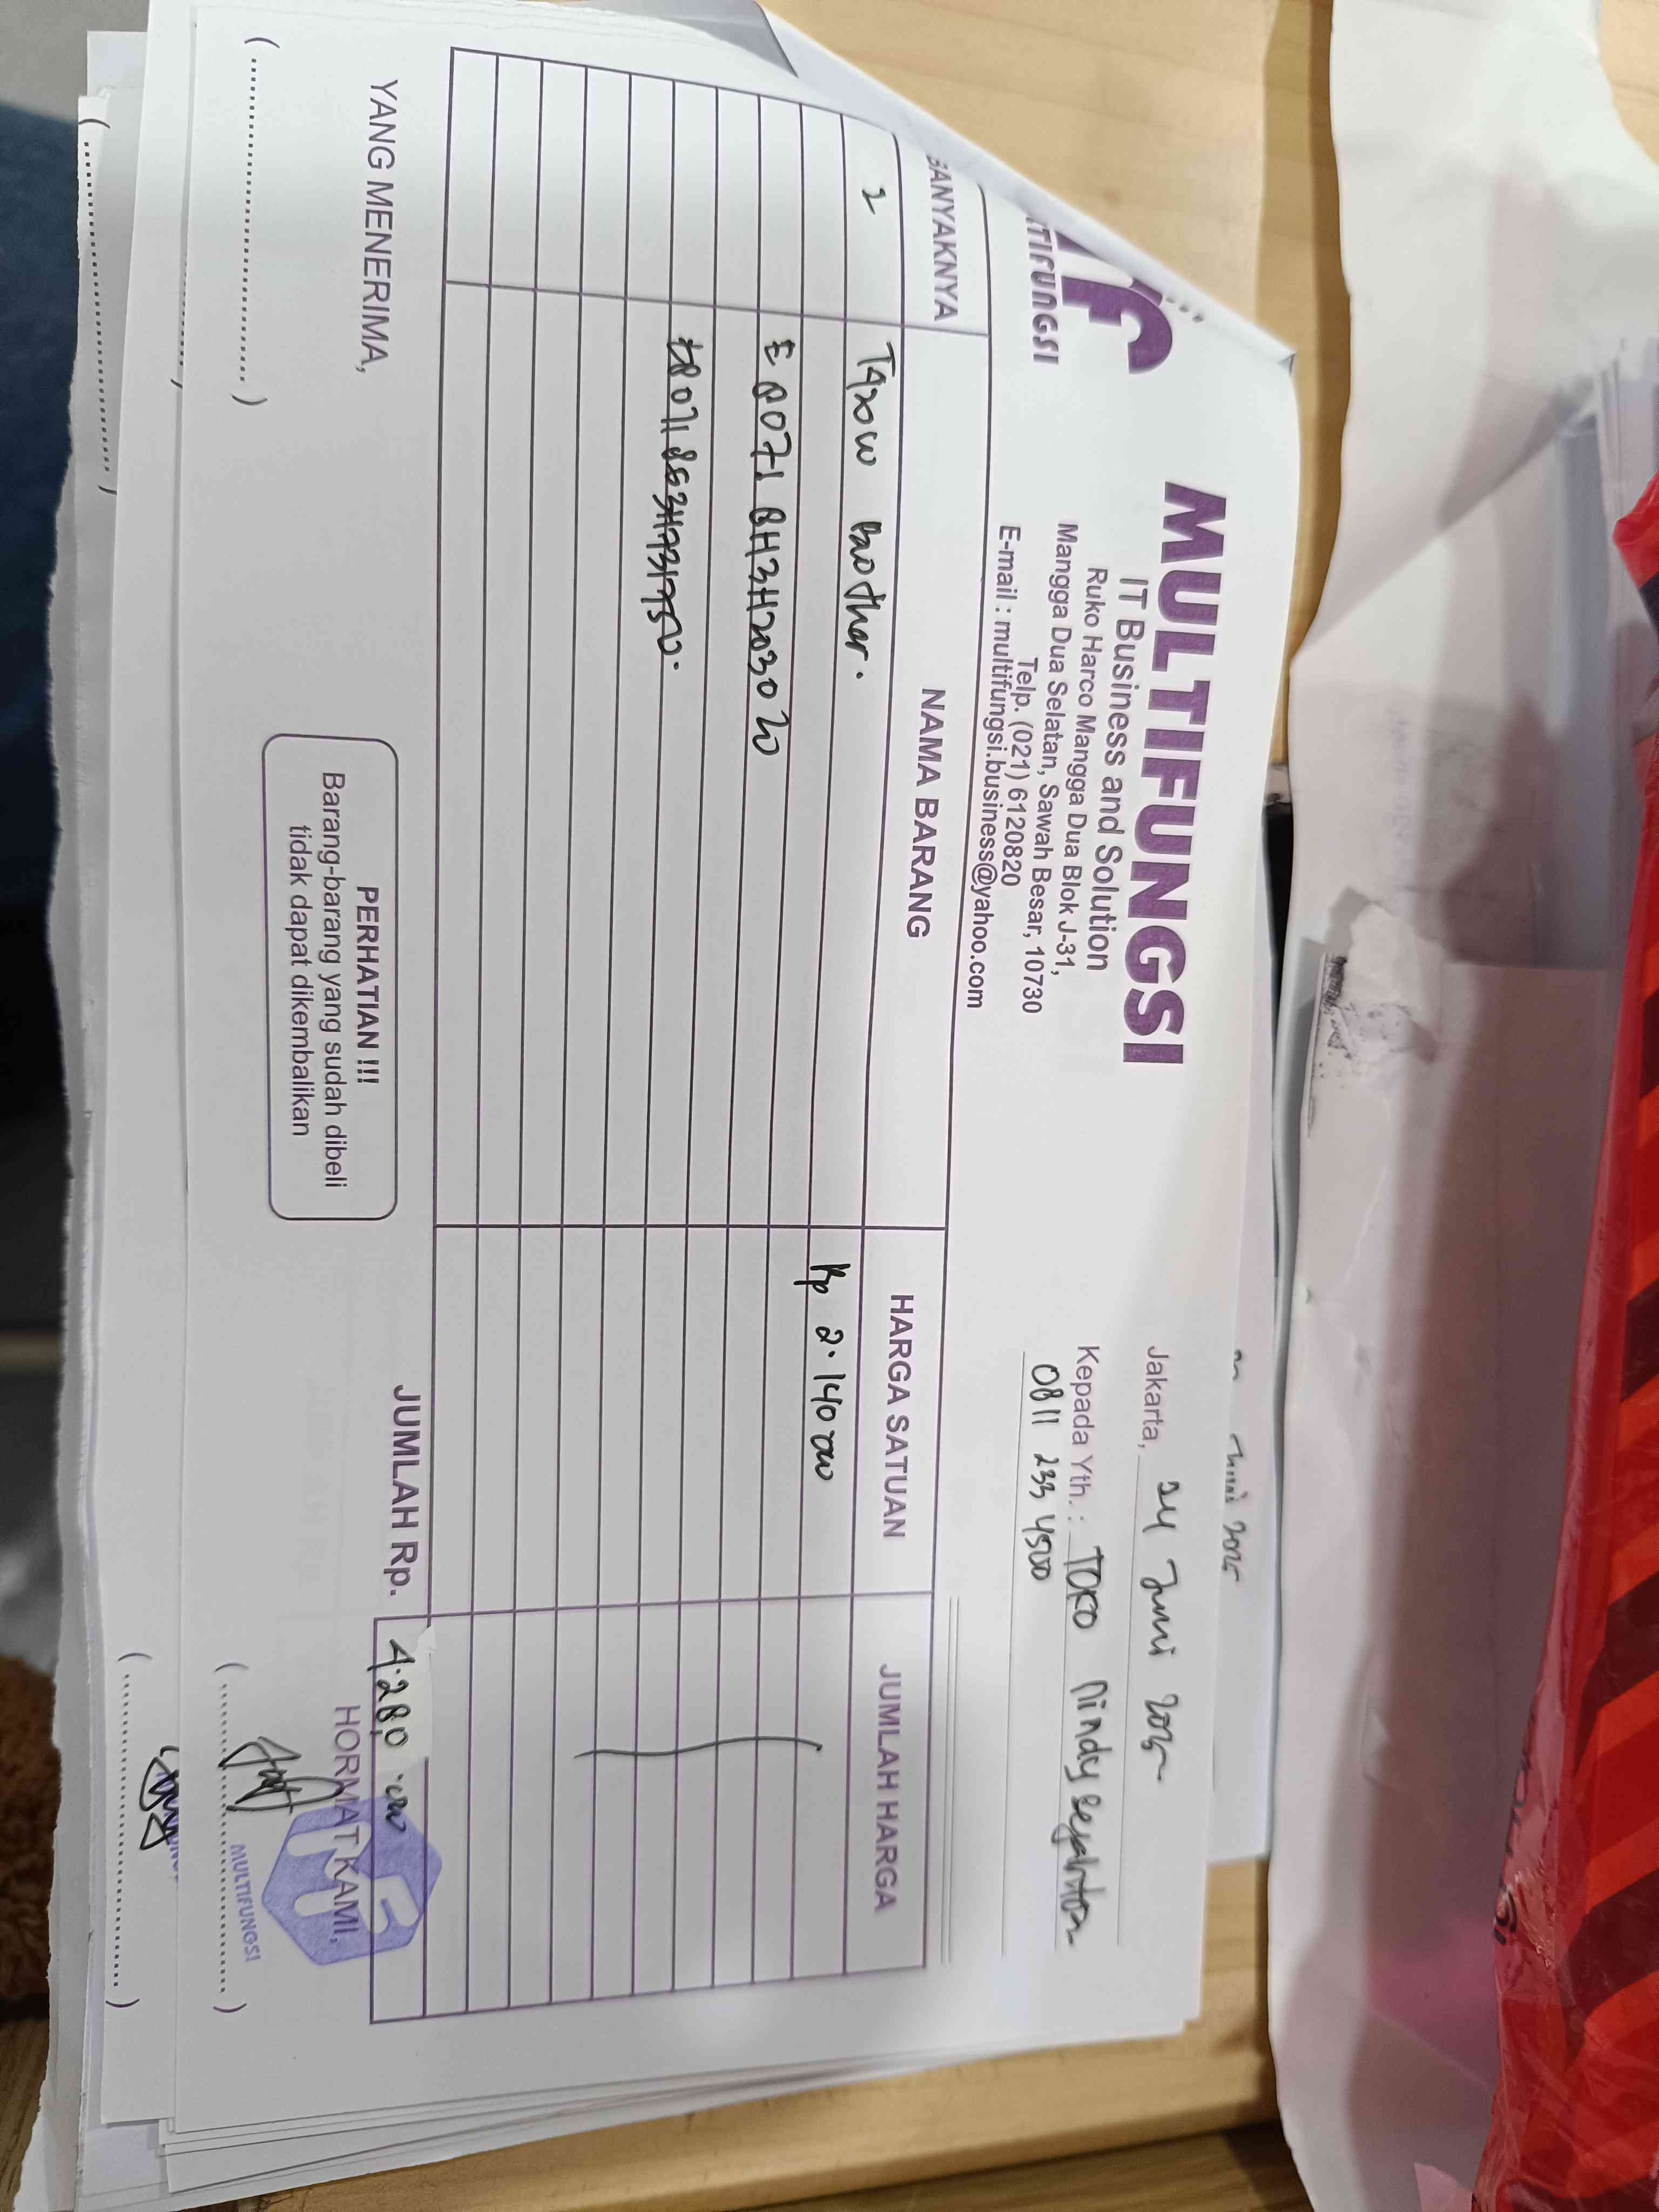 MULTIFUNGSI
IT Business and Solution
Ruko Harco Mangga Dua Blok J-31,
Mangga Dua Selatan, Sawah Besar, 10730
Telp. (021) 6120820
E-mail : multifungsi.business@yahoo.com
TIFUNGSI
Juni 2025
Jakarta, 24 Juni 2025
Kepada Yth. : TOKO
0811 233 4500
BANYAKNYA NAMA BARANG HARGA SATUAN JUMLAH HARGA
2 T420W Brother. Rp 2.140.000
JUMLAH Rp. 4.280.000
YANG MENERIMA,
PERHATIAN !!!
Barang-barang yang sudah dibeli
tidak dapat dikembalikan
HORMAT KAMI,
MULTIFUNGSI